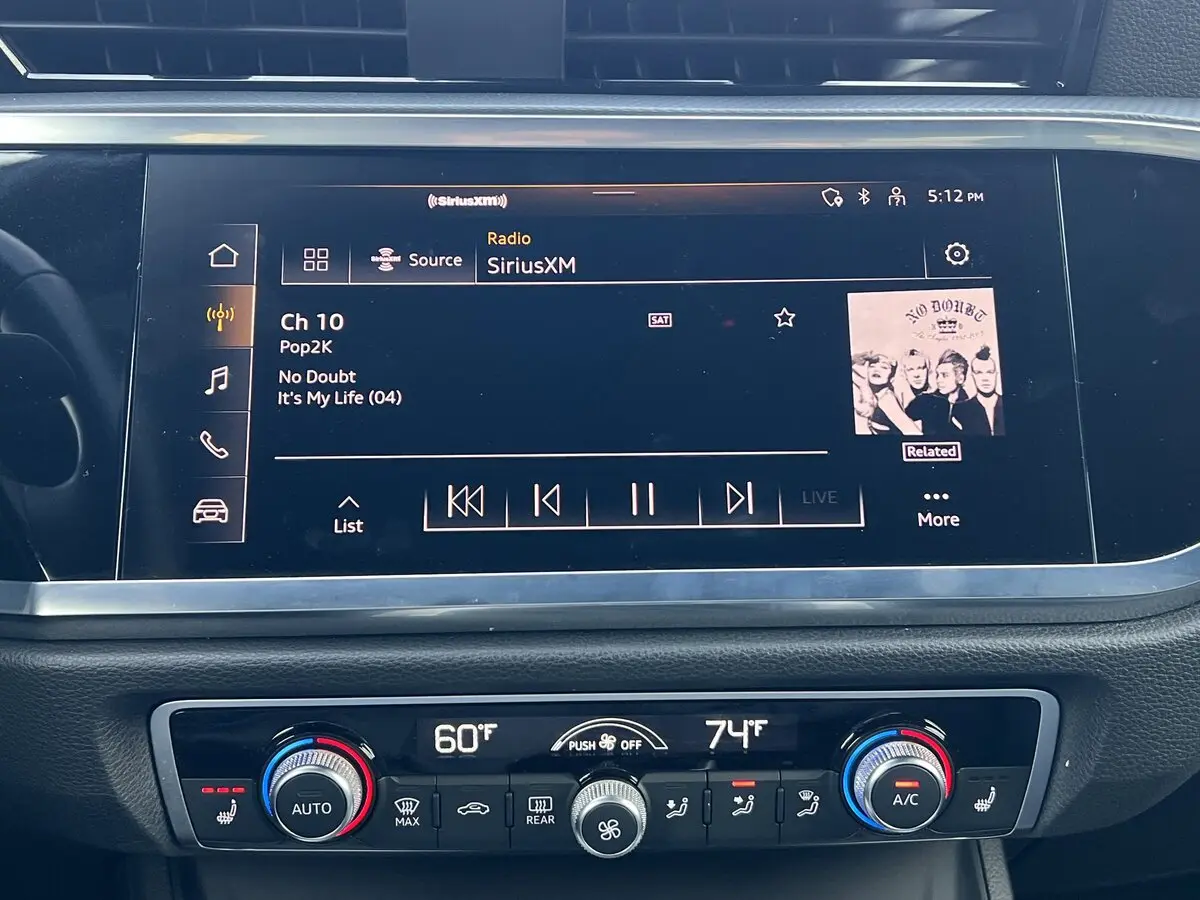 ((SiriusXM))
5:12 PM
Radio
SiriusXM Source SiriusXM
Ch 10
SAT
Pop2K
No Doubt
It's My Life (04)
NO DOUBT
Related
LIVE
List
More
60°F
PUSH OFF
74°F
AUTO
MAX
REAR
A/C